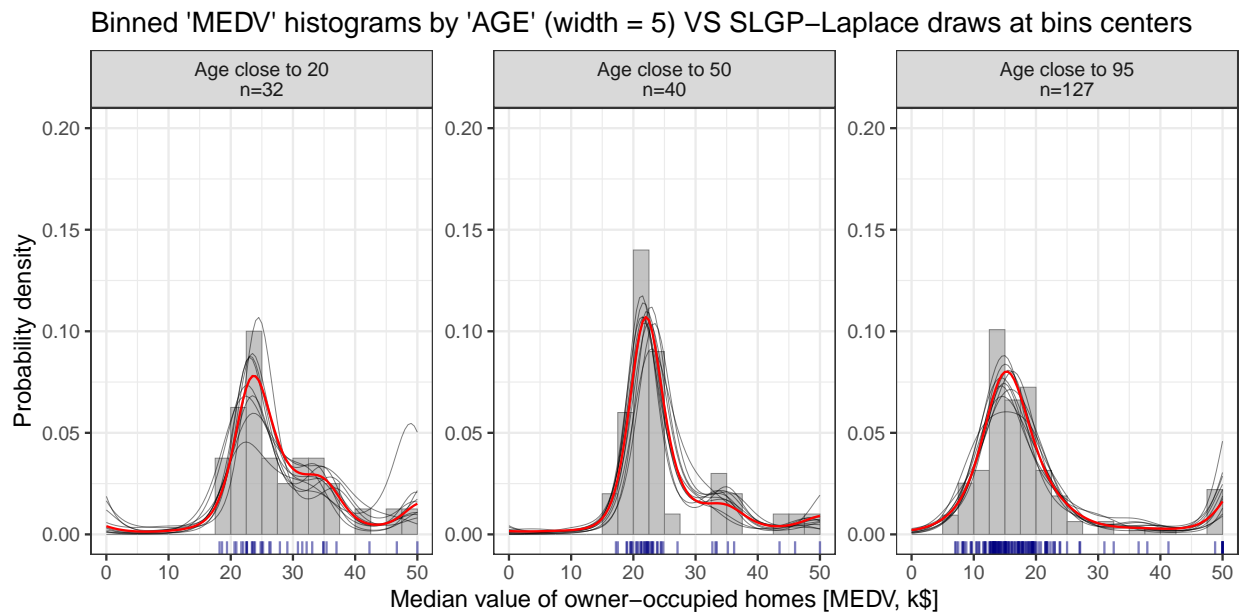 Binned 'MEDV' histograms by 'AGE' (width = 5) VS SLGP−Laplace draws at bins centers
Age close to 20
n=32
Age close to 50
n=40
Age close to 95
n=127
Probability density
0.20
0.15
0.10
0.05
0.00
0.20
0.15
0.10
0.05
0.00
0.20
0.15
0.10
0.05
0.00
0 10 20 30 40 50
0 10 20 30 40 50
0 10 20 30 40 50
Median value of owner−occupied homes [MEDV, k$]